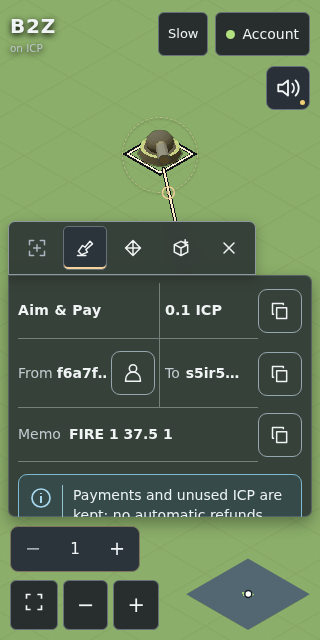 B2Z
on ICP
Slow
Account
Aim & Pay
0.1 ICP
From f6a7f..
To s5ir5...
Memo FIRE 1 37.5 1
Payments and unused ICP are
kept; no automatic refunds
1